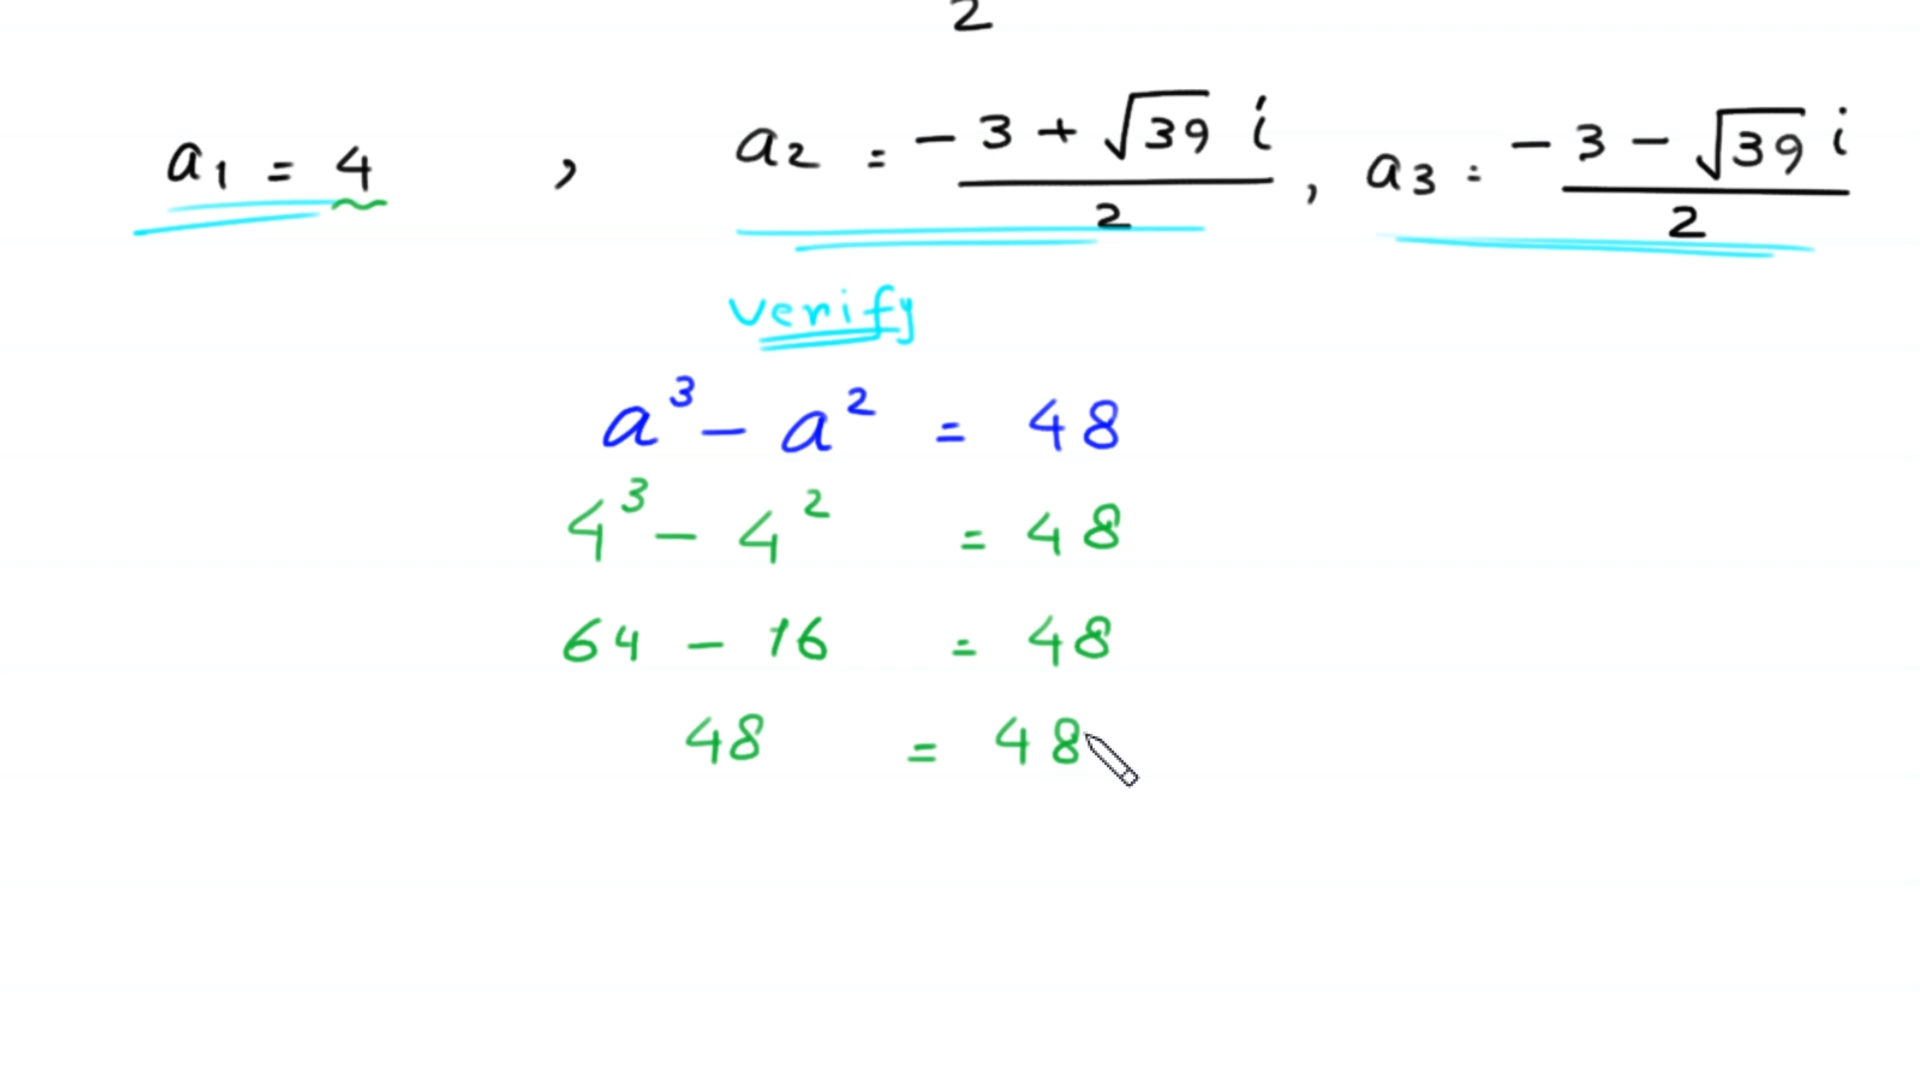 2
a₁ = 4 , a₂ = (-3 + √39 i)/2 , a₃ = (-3 - √39 i)/2
Verify
a³ - a² = 48
4³ - 4² = 48
64 - 16 = 48
48 = 48